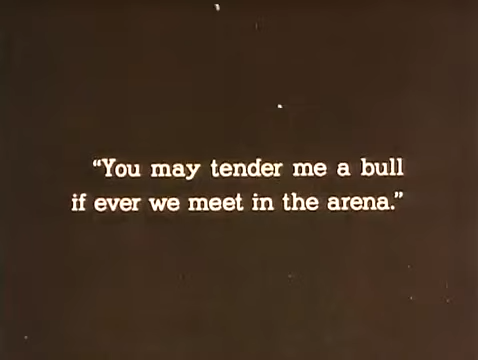 “You may tender me a bull
if ever we meet in the arena.”